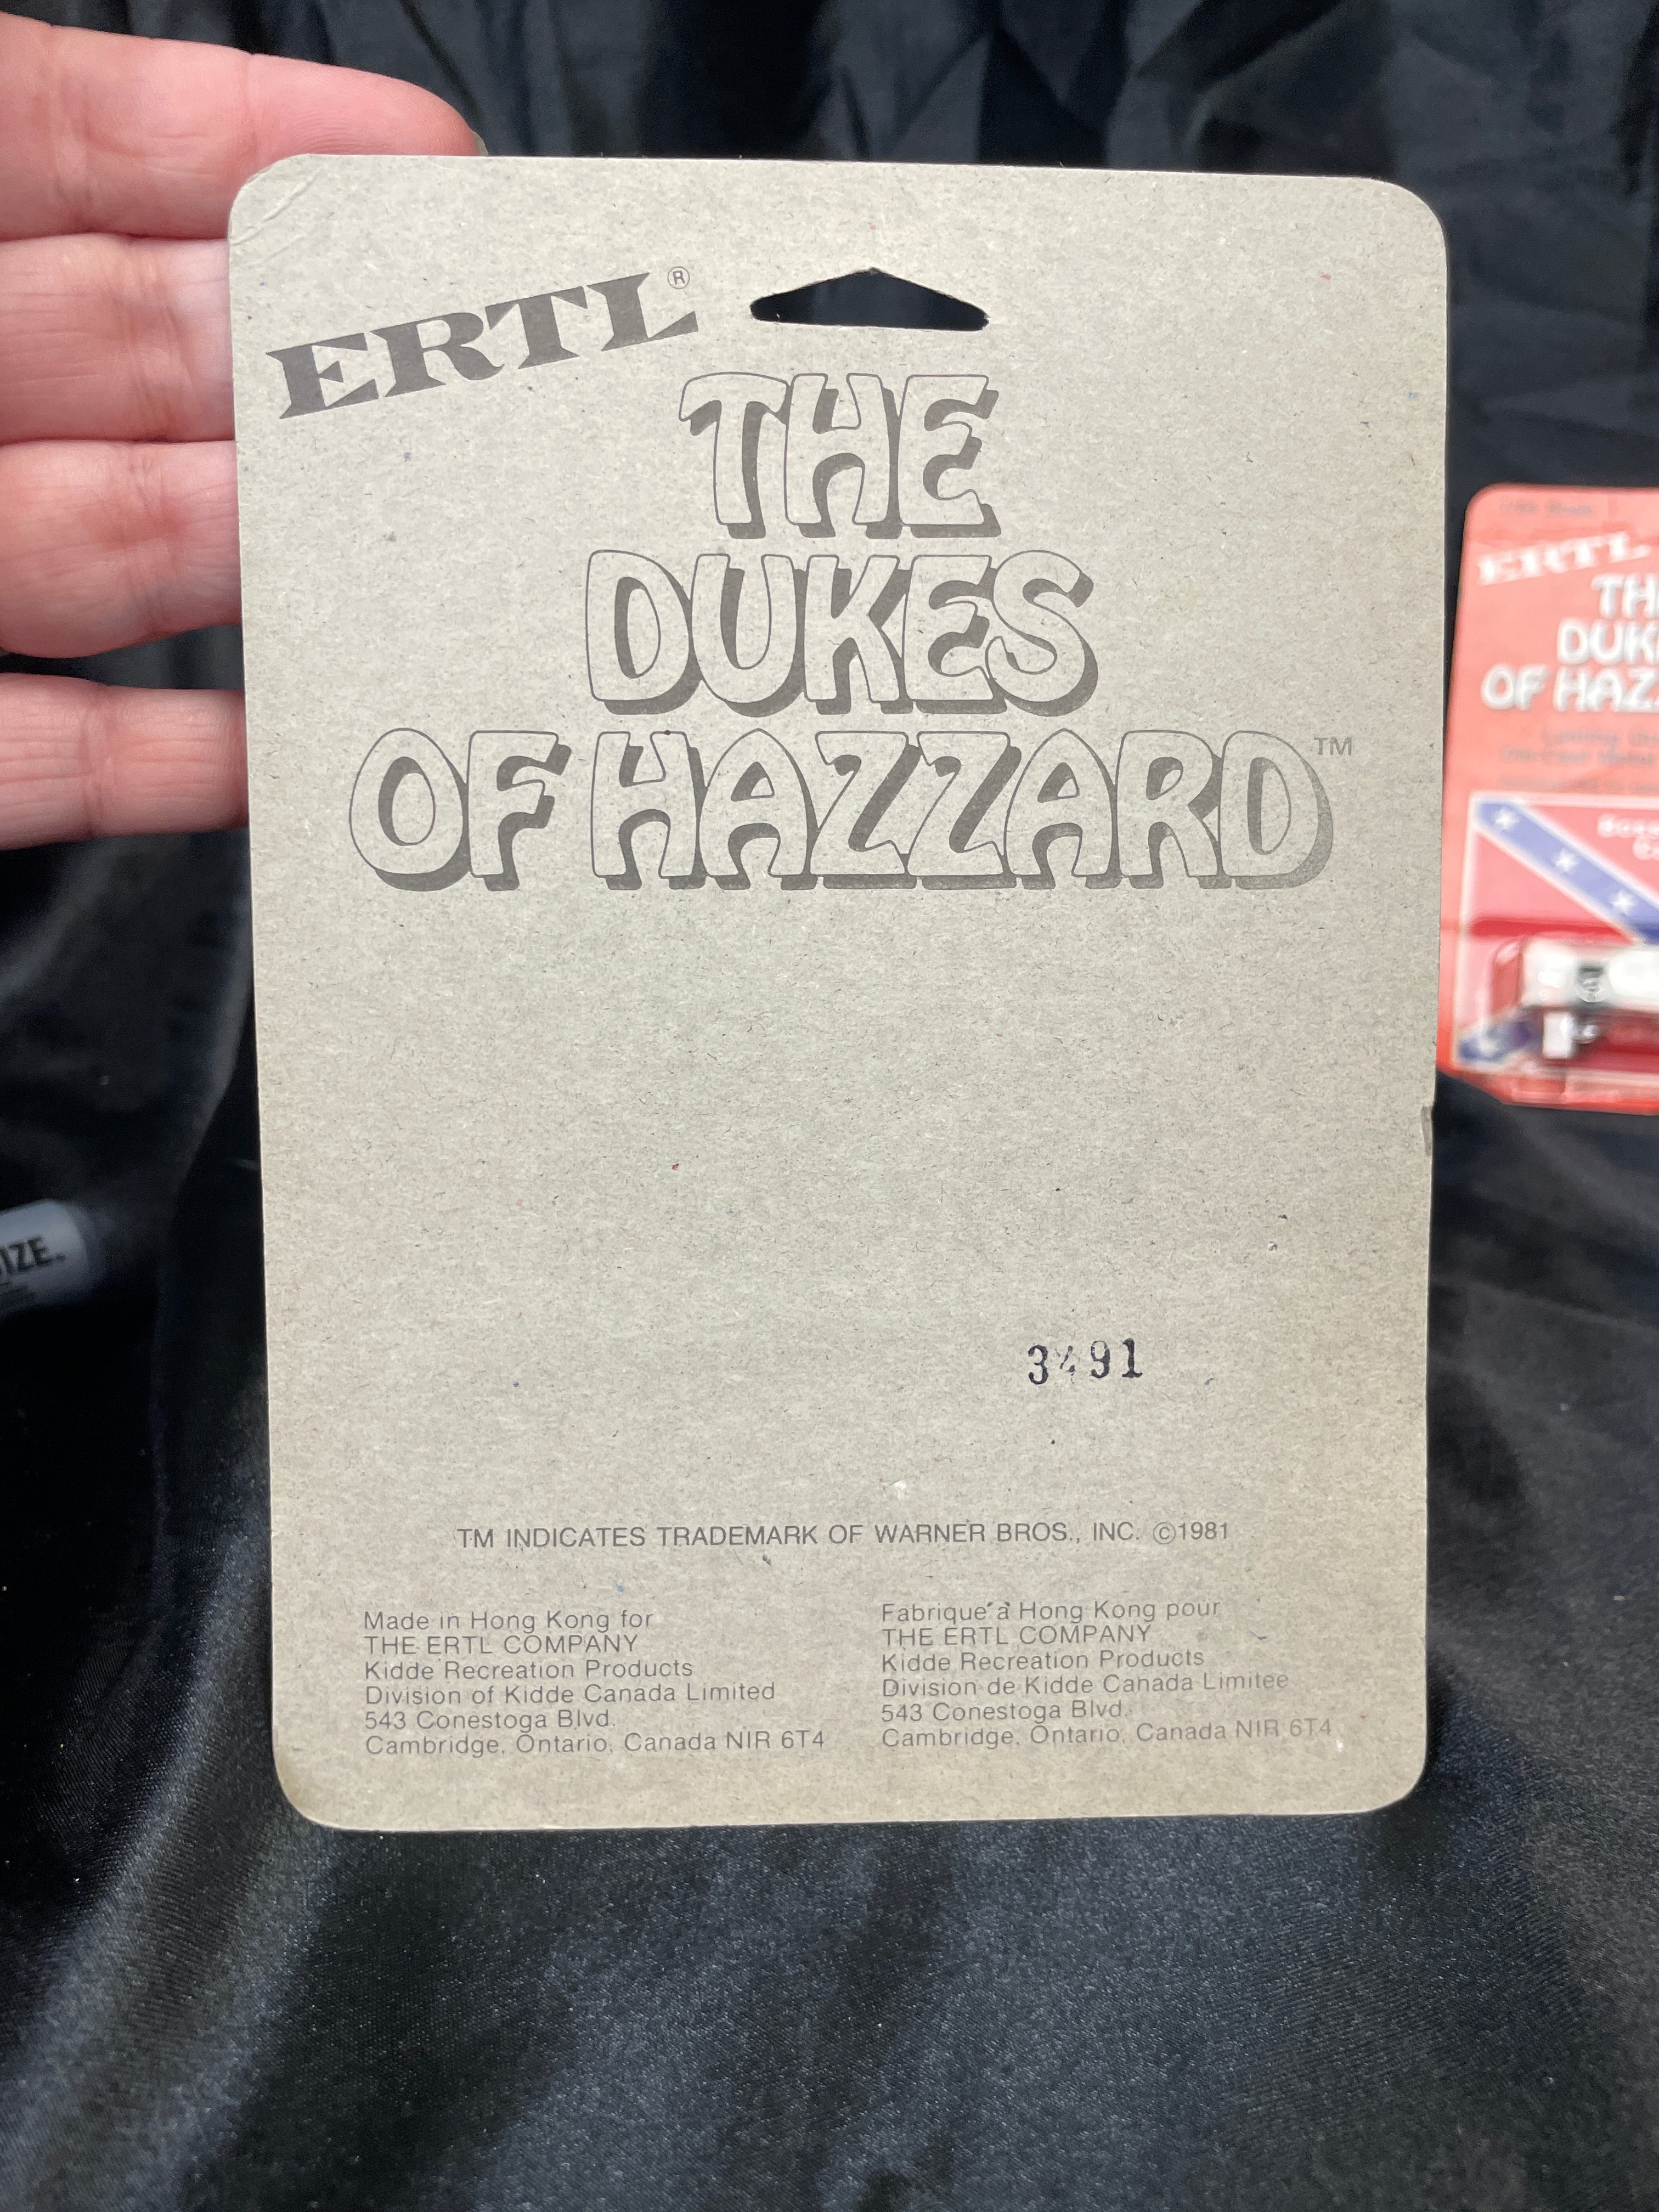 ERTL®
THE
DUKES
OF HAZZARD™
3491
TM INDICATES TRADEMARK OF WARNER BROS., INC. ©1981
Made in Hong Kong for
THE ERTL COMPANY
Kidde Recreation Products
Division of Kidde Canada Limited
543 Conestoga Blvd.
Cambridge, Ontario, Canada NIR 6T4
Fabrique à Hong Kong pour
THE ERTL COMPANY
Kidde Recreation Products
Division de Kidde Canada Limitee
543 Conestoga Blvd.
Cambridge, Ontario, Canada NIR 6T4
ERTL
TH
DUK
OF HAZ
IZE™